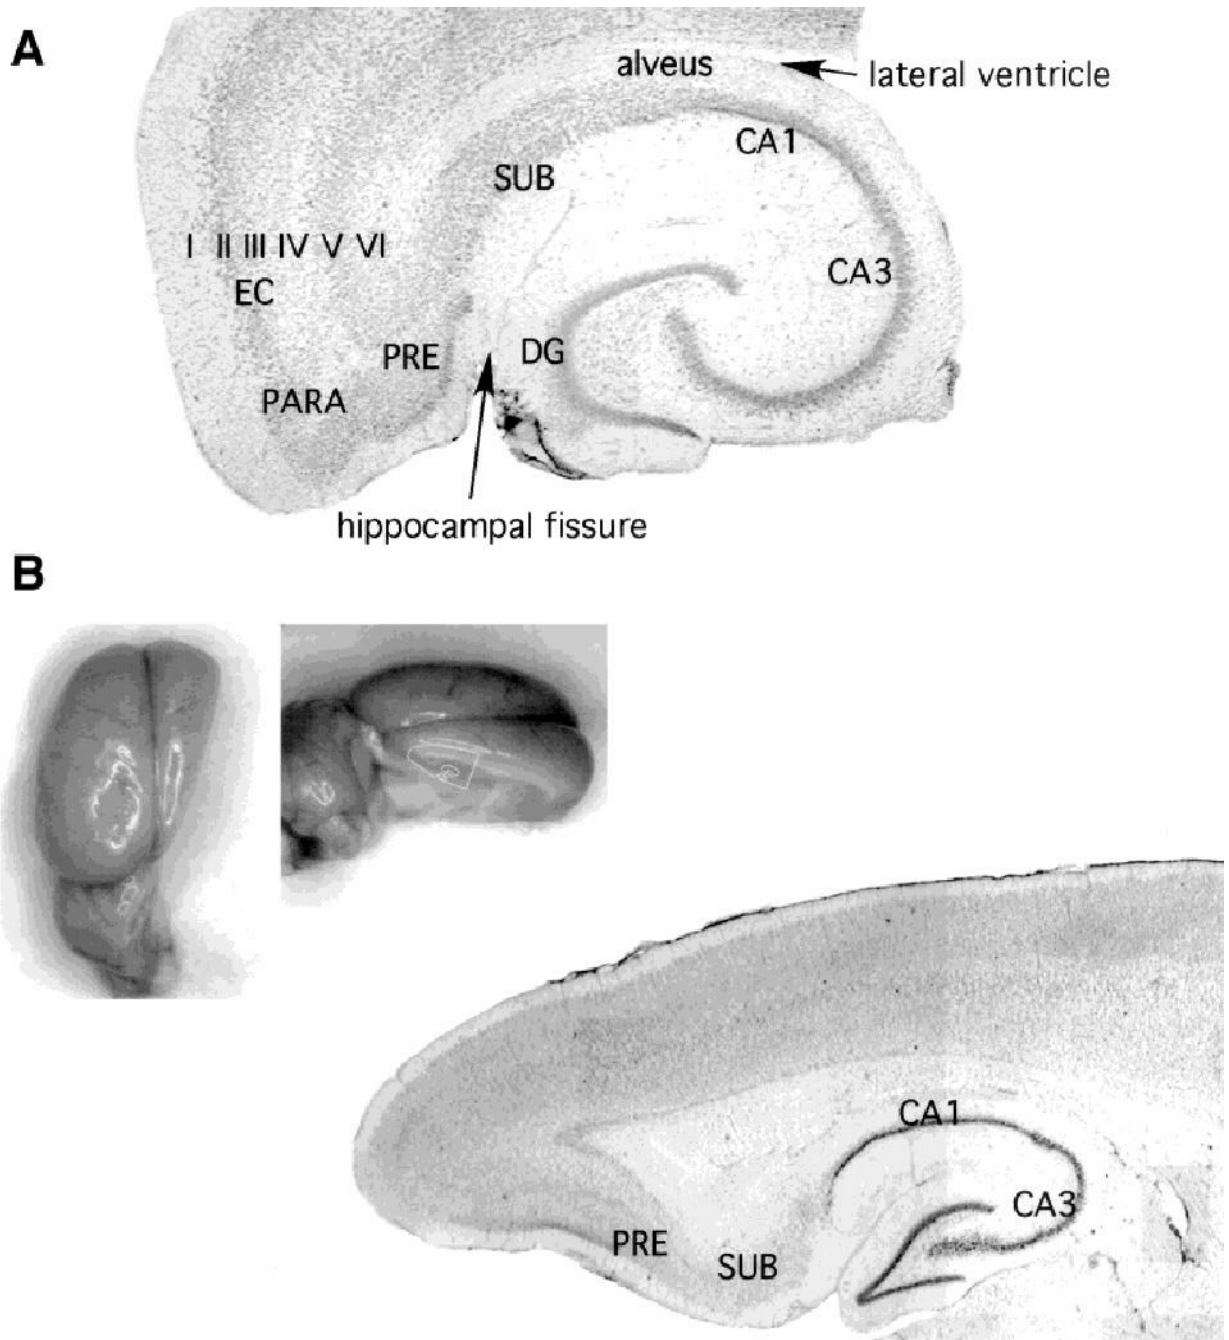 A
alveus
lateral ventricle
CA1
SUB
I II III IV V VI
CA3
EC
DG
PRE
PARA
hippocampal fissure
B
CA1
CA3
PRE
SUB